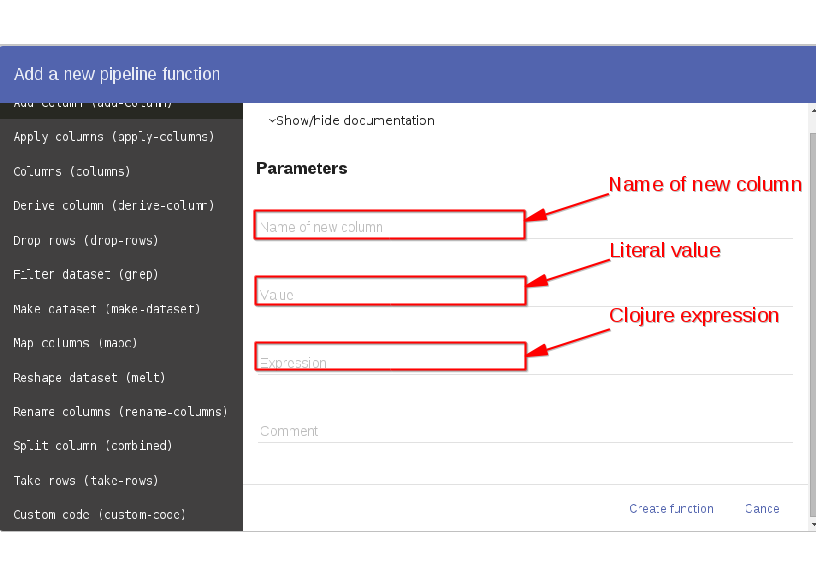 Add a new pipeline function
Add column (add-column)
Apply columns (apply-columns)
Columns (columns)
Derive column (derive-column)
Drop rows (drop-rows)
Filter dataset (grep)
Make dataset (make-dataset)
Map columns (mapc)
Reshape dataset (melt)
Rename columns (rename-columns)
Split column (combined)
Take rows (take-rows)
Custom code (custom-code)
Show/hide documentation
Parameters
Name of new column
Name of new column
Literal value
Value
Clojure expression
Expression
Comment
Create function
Cance